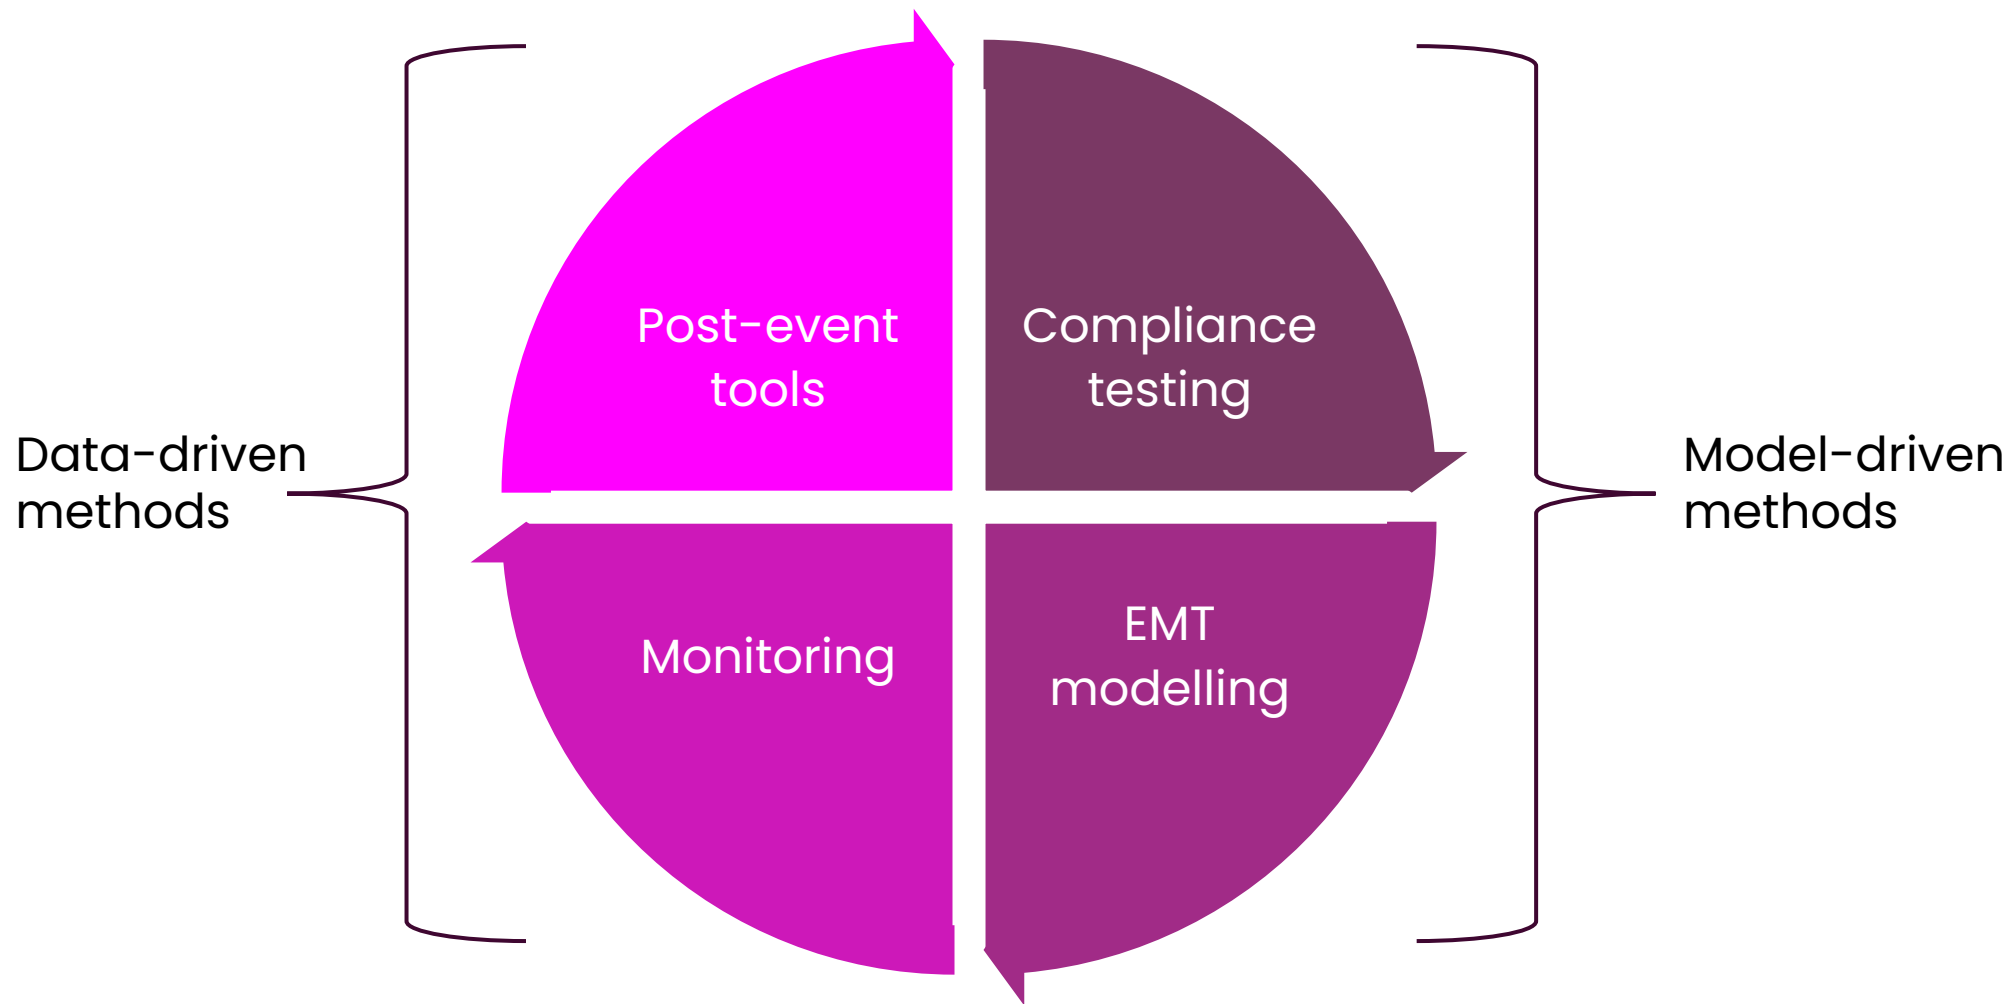 Post-event
tools
Compliance
testing
Data-driven
methods
Model-driven
methods
Monitoring
EMT
modelling